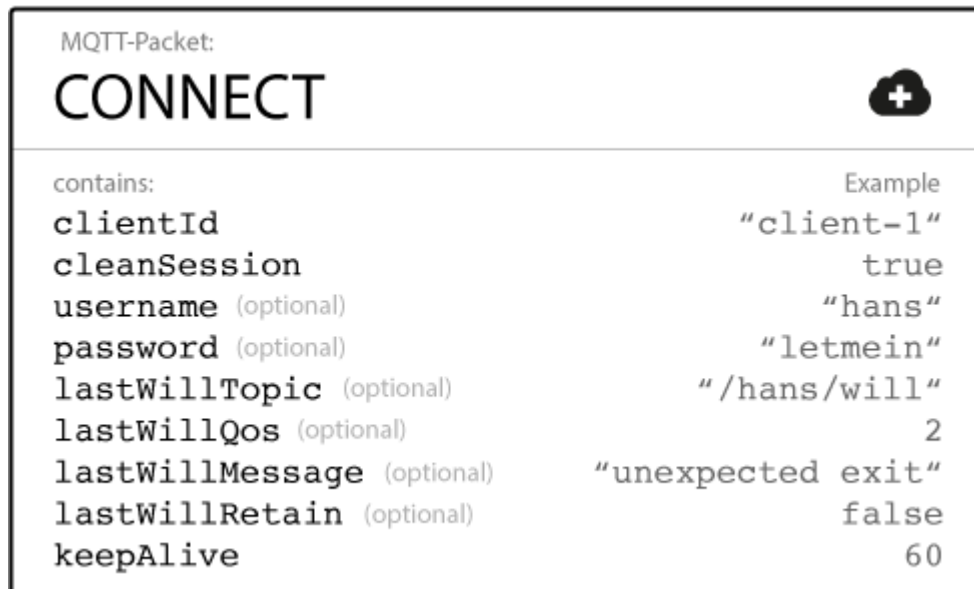 MQTT-Packet:
CONNECT
contains: Example
clientId “client-1“
cleanSession true
username (optional) “hans“
password (optional) “letmein“
lastWillTopic (optional) “/hans/will“
lastWillQos (optional) 2
lastWillMessage (optional) “unexpected exit“
lastWillRetain (optional) false
keepAlive 60